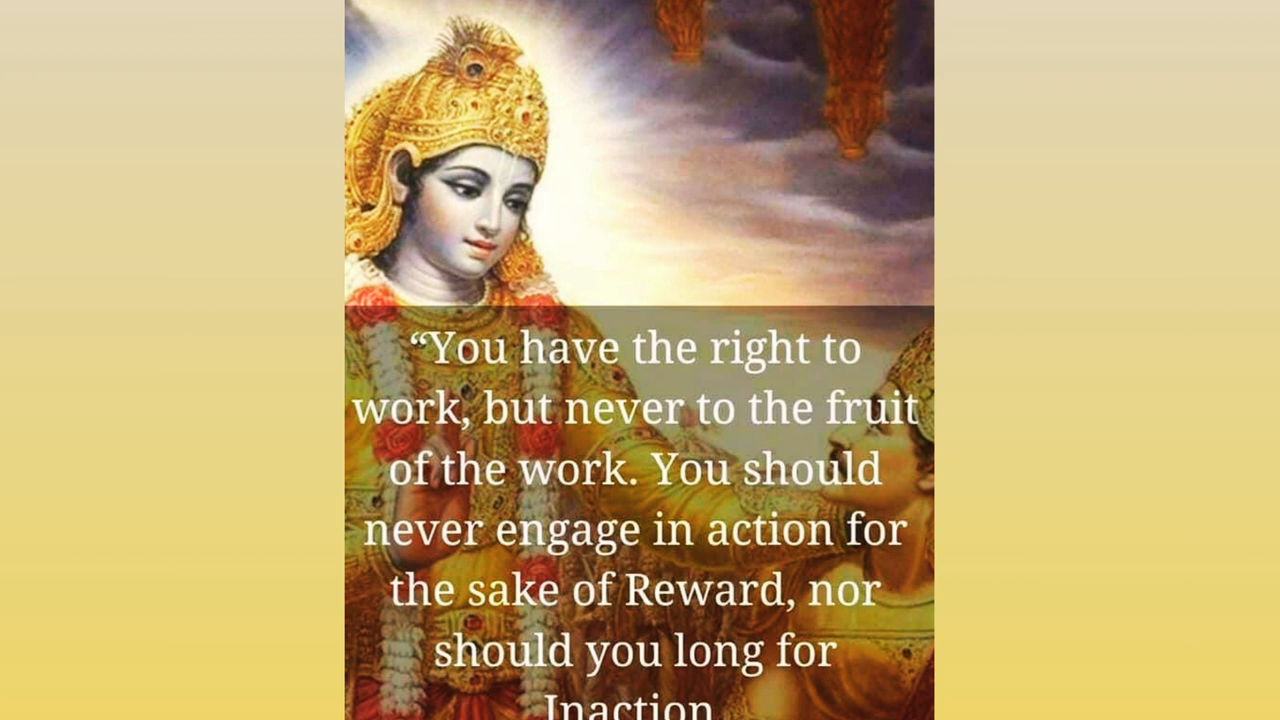 “You have the right to
work, but never to the fruit
of the work. You should
never engage in action for
the sake of Reward, nor
should you long for
Inaction